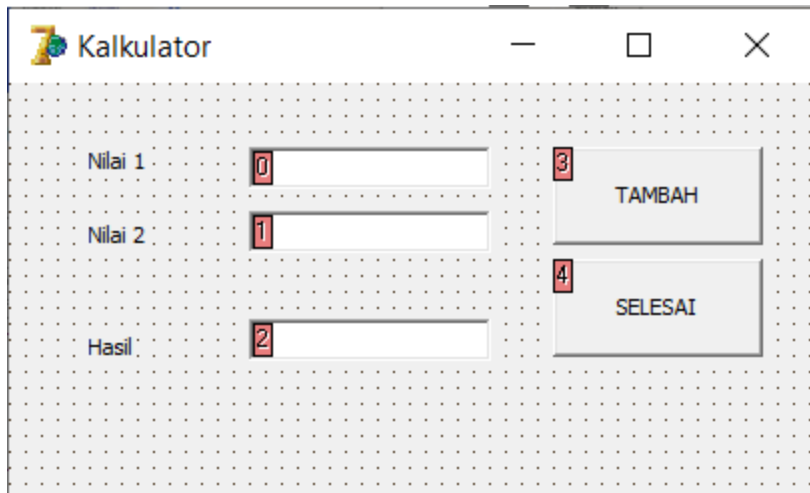 Kalkulator
Nilai 1 0
3 TAMBAH
Nilai 2 1
4 SELESAI
Hasil 2